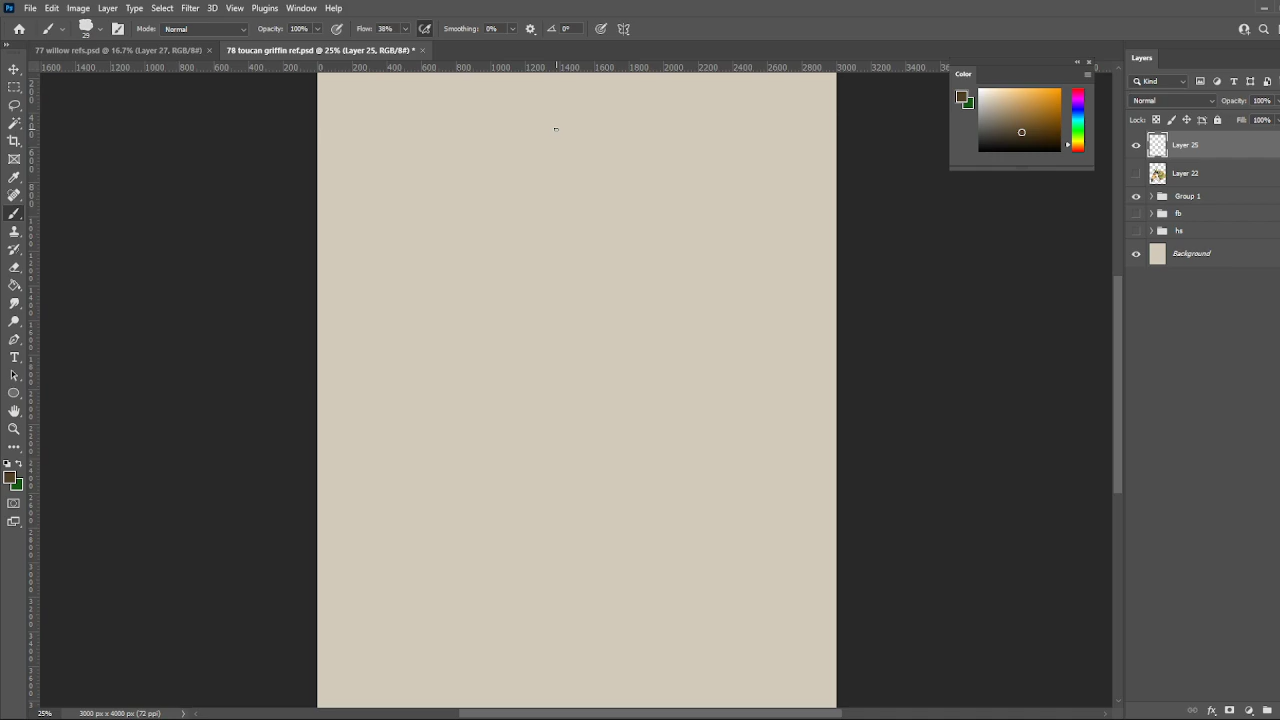 File Edit Image Layer Type Select Filter 3D View Plugins Window Help
29 Mode: Normal Opacity: 100% Flow: 38% Smoothing: 0% 0°
77 willow refs.psd @ 16.7% (Layer 27, RGB/8#) × 78 toucan griffin ref.psd @ 25% (Layer 25, RGB/8#) * ×
1600 1400 1200 1000 800 600 400 200 0 200 400 600 800 1000 1200 1400 1600 1800 2000 2200 2400 2600 2800 3000 3200 3400
Color
Layers
Kind
Normal Opacity: 100%
Lock: Fill: 100%
Layer 25
Layer 22
Group 1
fb
hs
Background
25% 3000 px x 4000 px (72 ppi)